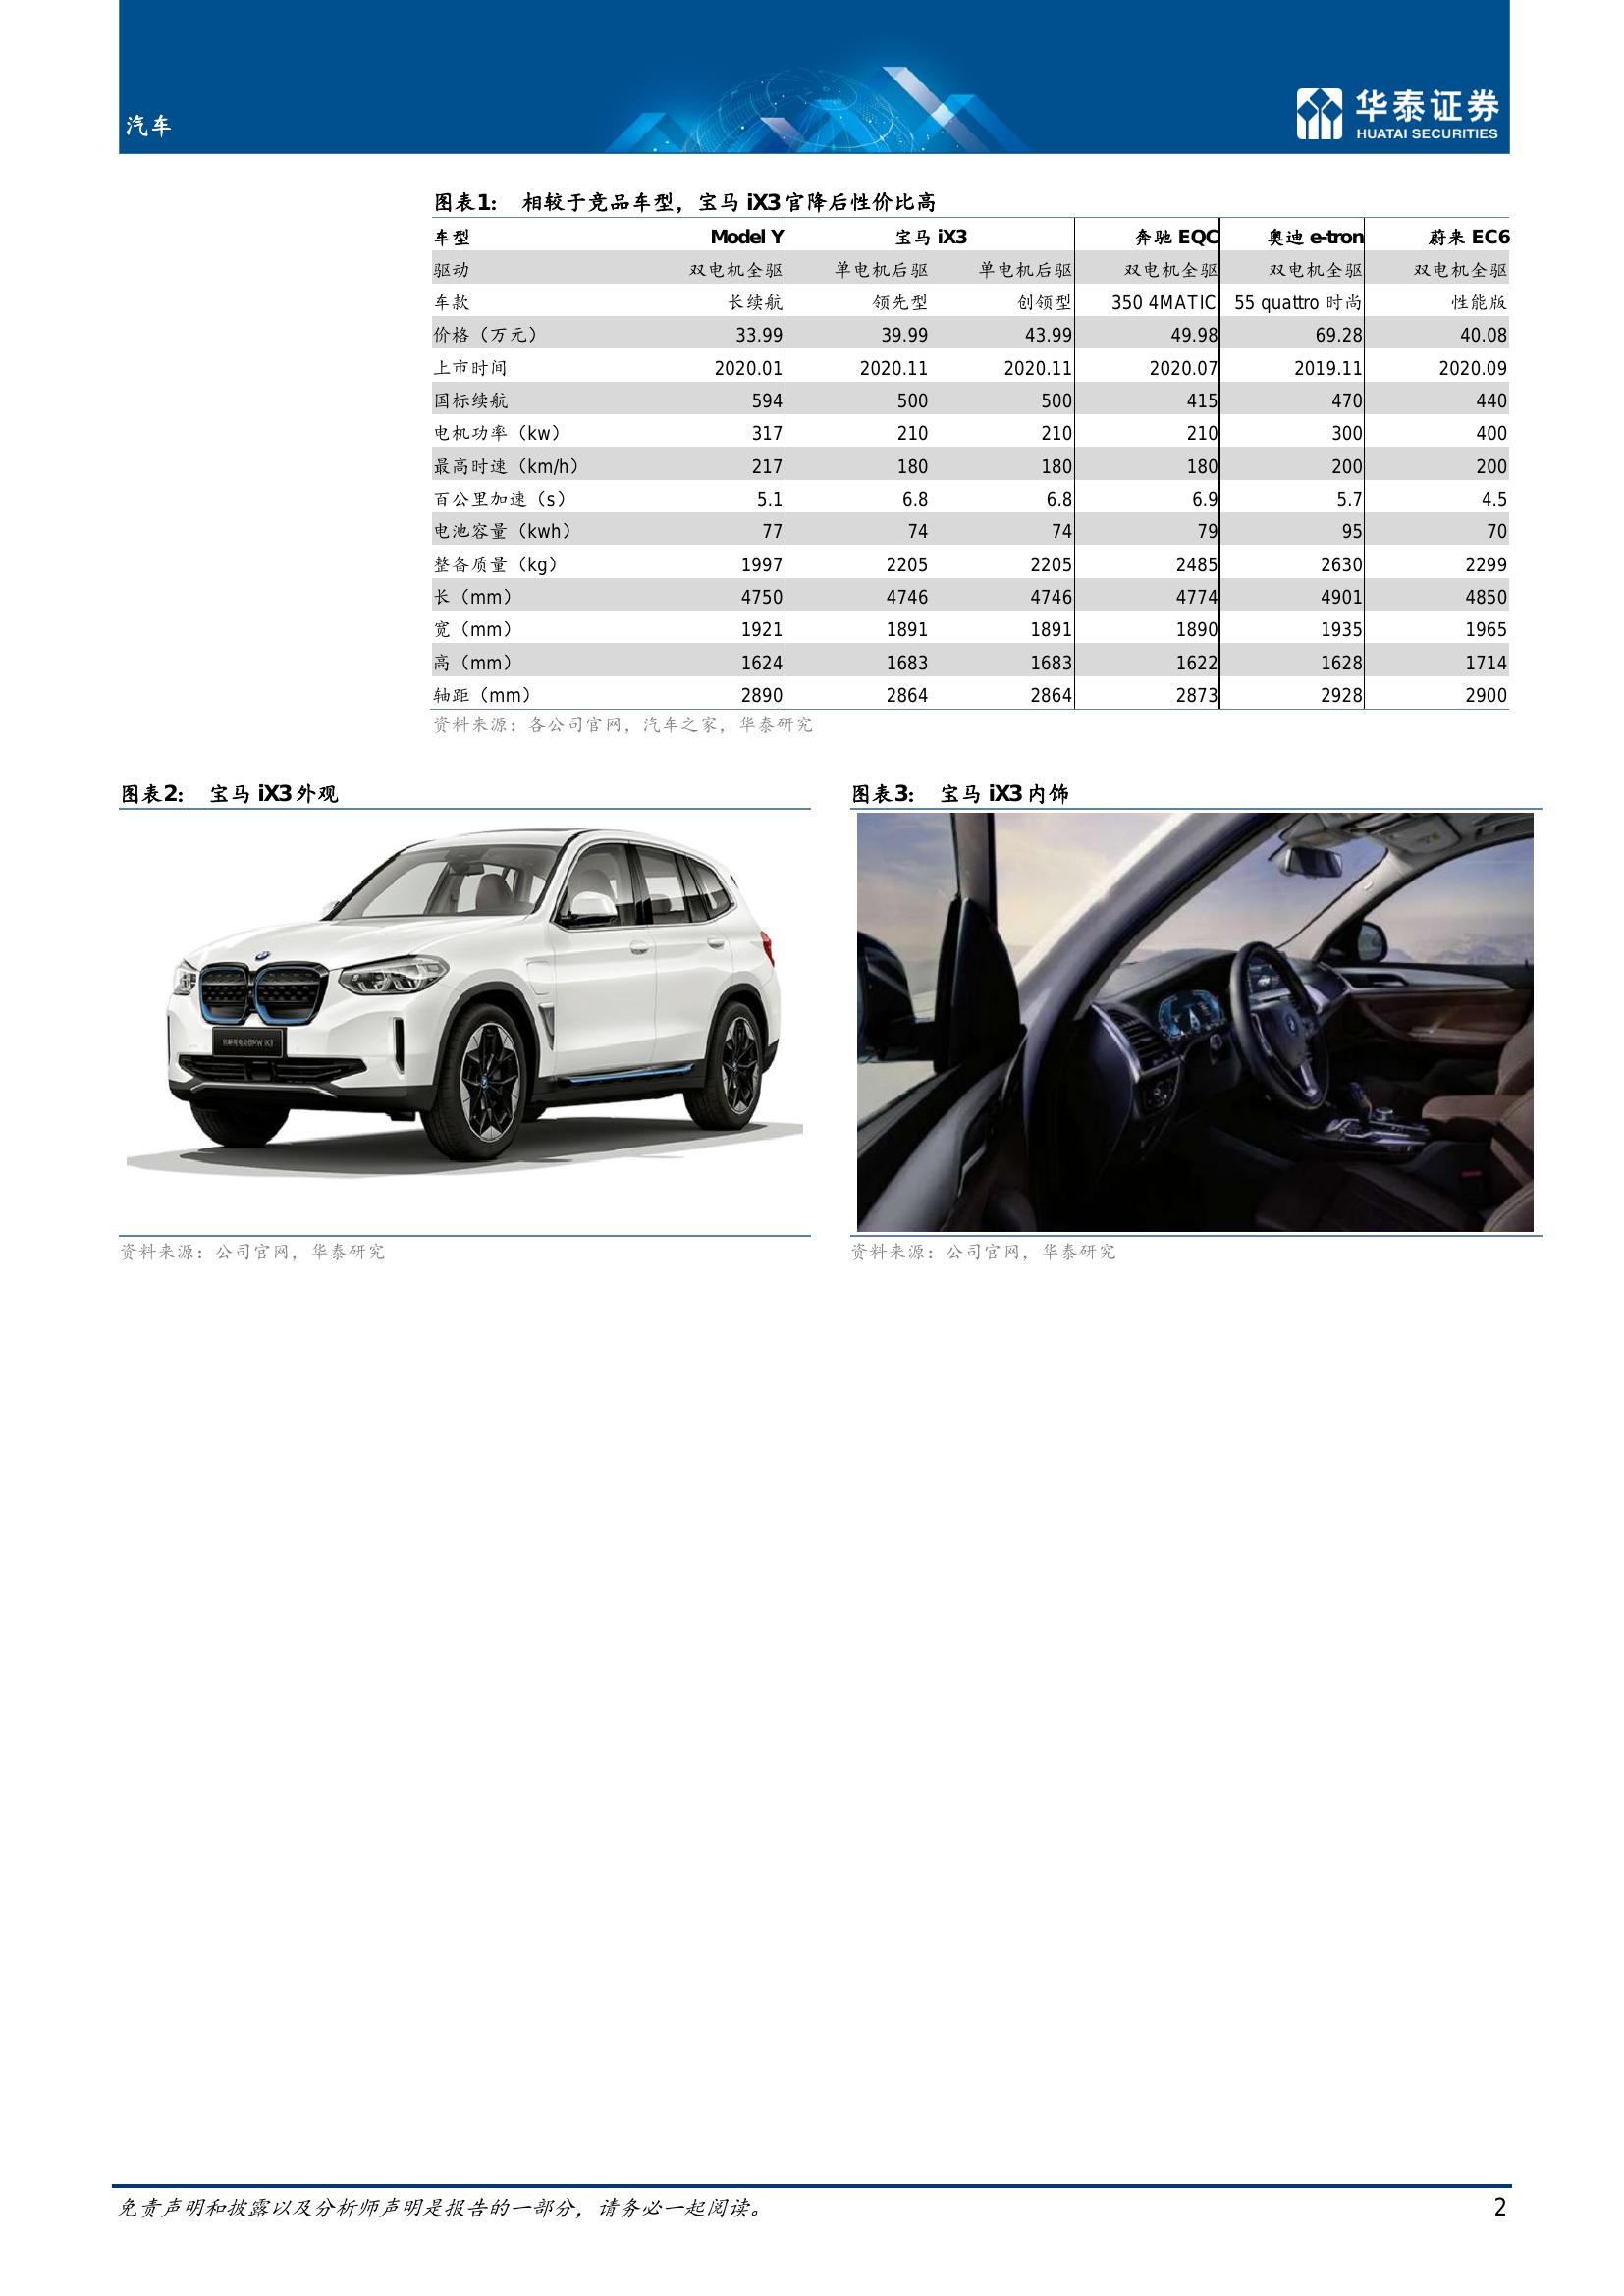 汽车
华泰证券
HUATAI SECURITIES
图表1： 相较于竞品车型，宝马 iX3 官降后性价比高
车型 Model Y 宝马 iX3 奔驰 EQC 奥迪 e-tron 蔚来 EC6
驱动 双电机全驱 单电机后驱 单电机后驱 双电机全驱 双电机全驱 双电机全驱
车款 长续航 领先型 创领型 350 4MATIC 55 quattro 时尚 性能版
价格（万元） 33.99 39.99 43.99 49.98 69.28 40.08
上市时间 2020.01 2020.11 2020.11 2020.07 2019.11 2020.09
国标续航 594 500 500 415 470 440
电机功率（kw） 317 210 210 210 300 400
最高时速（km/h） 217 180 180 180 200 200
百公里加速（s） 5.1 6.8 6.8 6.9 5.7 4.5
电池容量（kwh） 77 74 74 79 95 70
整备质量（kg） 1997 2205 2205 2485 2630 2299
长（mm） 4750 4746 4746 4774 4901 4850
宽（mm） 1921 1891 1891 1890 1935 1965
高（mm） 1624 1683 1683 1622 1628 1714
轴距（mm） 2890 2864 2864 2873 2928 2900
资料来源：各公司官网，汽车之家，华泰研究
图表2： 宝马 iX3 外观
图表3： 宝马 iX3 内饰
资料来源：公司官网，华泰研究
资料来源：公司官网，华泰研究
免责声明和披露以及分析师声明是报告的一部分，请务必一起阅读。
2